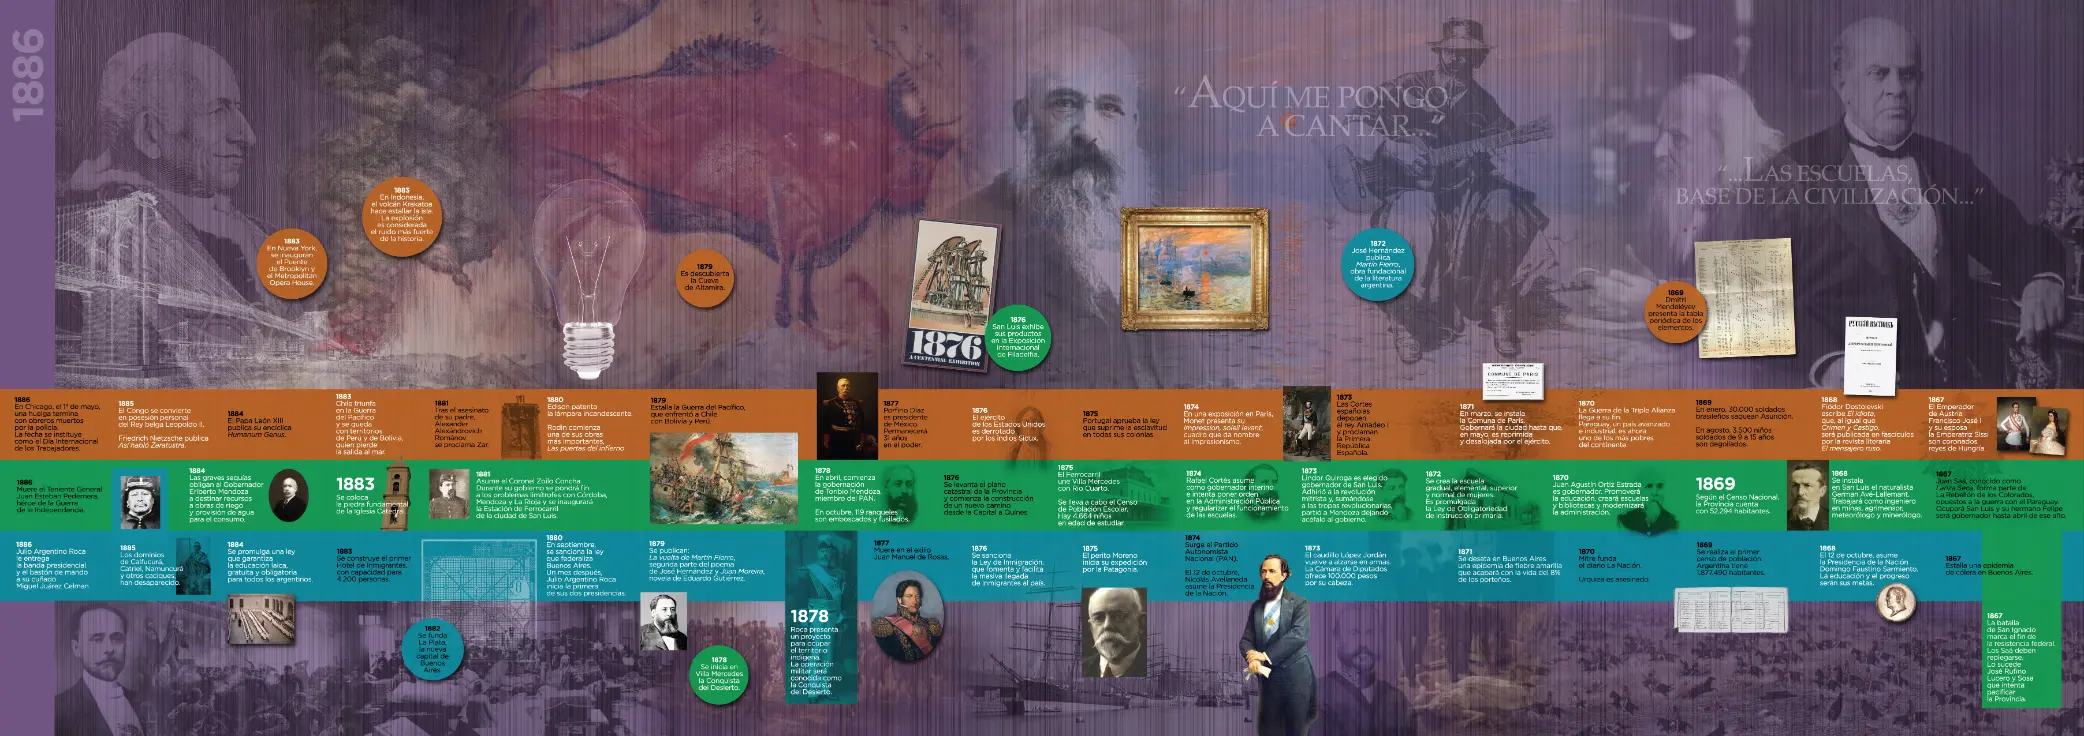 1886
“AQUÍ ME PONGO
A CANTAR...”
“...LAS ESCUELAS,
BASE DE LA CIVILIZACIÓN...”
1883
En Indonesia,
el volcán Krakatoa
hace estallar la isla.
La explosión
es considerada
el ruido más fuerte
de la historia.
1883
En Nueva York,
se inauguran
el Puente
de Brooklyn y
el Metropolitan
Opera House.
1879
Es descubierta
la Cueva
de Altamira.
1876
A CENTENNIAL EXHIBITION
1876
San Luis exhibe
sus productos
en la Exposición
Internacional
de Filadelfia.
1872
José Hernández
publica
Martín Fierro,
obra fundacional
de la literatura
argentina.
1869
Dmitri
Mendeléyev
presenta la tabla
periódica de los
elementos.
COMMUNE DE PARIS
1886
En Chicago, el 1º de mayo,
una huelga termina
con obreros muertos
por la policía.
La fecha se instituye
como el Día Internacional
de los Trabajadores.
1885
El Congo se convierte
en posesión personal
del Rey belga Leopoldo II.
Friedrich Nietzsche publica
Así habló Zaratustra.
1884
El Papa León XIII
publica su encíclica
Humanum Genus.
1883
Chile triunfa
en la Guerra
del Pacífico
y se queda
con territorios
de Perú y de Bolivia,
quien pierde
la salida al mar.
1881
Tras el asesinato
de su padre,
Alexander
Alexándrovich
Románov
se proclama Zar.
1880
Edison patenta
la lámpara incandescente.
Rodin comienza
una de sus obras
más importantes,
Las puertas del infierno
1879
Estalla la Guerra del Pacífico,
que enfrentó a Chile
con Bolivia y Perú.
1877
Porfirio Díaz
es presidente
de México.
Permanecerá
31 años
en el poder.
1876
El ejército
de los Estados Unidos
es derrotado
por los indios Sioux.
1875
Portugal aprueba la ley
que suprime la esclavitud
en todas sus colonias.
1874
En una exposición en París,
Monet presenta su
Impression, soleil levant,
cuadro que da nombre
al impresionismo.
1873
Las Cortes
españolas
deponen
al rey Amadeo I
y proclaman
la Primera
República
Española.
1871
En marzo, se instala
la Comuna de París.
Gobernará la ciudad hasta que,
en mayo, es reprimida
y desalojada por el ejército.
1870
La Guerra de la Triple Alianza
llega a su fin.
Paraguay, un país avanzado
e industrial, es ahora
uno de los más pobres
del continente.
1869
En enero, 30.000 soldados
brasileños saquean Asunción.
En agosto, 3.500 niños
soldados de 9 a 15 años
son degollados.
1868
Fiódor Dostoievski
escribe El idiota,
que, al igual que
Crimen y Castigo,
será publicada en fascículos
por la revista literaria
El mensajero ruso.
1867
El Emperador
de Austria
Francisco José I
y su esposa
la Emperatriz Sissi
son coronados
reyes de Hungría.
1886
Muere el Teniente General
Juan Esteban Pedernera,
héroe de la Guerra
de la Independencia.
1884
Las graves sequías
obligan al Gobernador
Eriberto Mendoza
a destinar recursos
a obras de riego
y provisión de agua
para el consumo.
1883
Se coloca
la piedra fundamental
de la Iglesia Catedral.
1881
Asume el Coronel Zoilo Concha.
Durante su gobierno se pondrá fin
a los problemas limítrofes con Córdoba,
Mendoza y La Rioja y se inaugurará
la Estación de Ferrocarril
de la ciudad de San Luis.
1878
En abril, comienza
la gobernación
de Toribio Mendoza,
miembro del PAN.
En octubre, 119 ranqueles
son emboscados y fusilados.
1876
Se levanta el plano
catastral de la Provincia
y comienza la construcción
de un nuevo camino
desde la Capital a Quines.
1875
El Ferrocarril
une Villa Mercedes
con Río Cuarto.
Se lleva a cabo el Censo
de Población Escolar.
Hay 4.664 niños
en edad de estudiar.
1874
Rafael Cortés asume
como gobernador interino
e intenta poner orden
en la Administración Pública
y regularizar el funcionamiento
de las escuelas.
1873
Lindor Quiroga es elegido
gobernador de San Luis.
Adhirió a la revolución
mitrista y, sumándose
a las tropas revolucionarias,
partió a Mendoza dejando
acéfalo al gobierno.
1872
Se crea la escuela
gradual, elemental, superior
y normal de mujeres.
Es promulgada
la Ley de Obligatoriedad
de instrucción primaria.
1870
Juan Agustín Ortiz Estrada
es gobernador. Promoverá
la educación, creará escuelas
y bibliotecas y modernizará
la administración.
1869
Según el Censo Nacional,
la Provincia cuenta
con 52.294 habitantes.
1868
Se instala
en San Luis el naturalista
Germán Avé-Lallemant.
Trabajará como ingeniero
en minas, agrimensor,
meteorólogo y minerólogo.
1867
Juan Saá, conocido como
Lanza Seca, forma parte de
La Rebelión de los Colorados,
opuestos a la guerra con el Paraguay.
Ocupará San Luis y su hermano Felipe
será gobernador hasta abril de ese año.
1886
Julio Argentino Roca
le entrega
la banda presidencial
y el bastón de mando
a su cuñado
Miguel Juárez Celman.
1885
Los dominios
de Calfucurá,
Catriel, Namuncurá
y otros caciques,
han desaparecido.
1884
Se promulga una ley
que garantiza
la educación laica,
gratuita y obligatoria
para todos los argentinos.
1883
Se construye el primer
Hotel de Inmigrantes,
con capacidad para
4.200 personas.
1880
En septiembre,
se sanciona la ley
que federaliza
Buenos Aires.
Un mes después,
Julio Argentino Roca
inicia la primera
de sus dos presidencias.
1879
Se publican:
La vuelta de Martín Fierro,
segunda parte del poema
de José Hernández y Juan Moreira,
novela de Eduardo Gutiérrez.
1877
Muere en el exilio
Juan Manuel de Rosas.
1876
Se sanciona
la Ley de Inmigración,
que fomenta y facilita
la masiva llegada
de inmigrantes al país.
1875
El perito Moreno
inicia su expedición
por la Patagonia.
1874
Surge el Partido
Autonomista
Nacional (PAN).
El 12 de octubre,
Nicolás Avellaneda
asume la Presidencia
de la Nación.
1873
El caudillo López Jordán
vuelve a alzarse en armas.
La Cámara de Diputados
ofrece 100.000 pesos
por su cabeza.
1871
Se desata en Buenos Aires
una epidemia de fiebre amarilla
que acabará con la vida del 8%
de los porteños.
1870
Mitre funda
el diario La Nación.
Urquiza es asesinado.
1869
Se realiza el primer
censo de población.
Argentina tiene
1.877.490 habitantes.
1868
El 12 de octubre, asume
la Presidencia de la Nación
Domingo Faustino Sarmiento.
La educación y el progreso
serán sus metas.
1867
Estalla una epidemia
de cólera en Buenos Aires.
1882
Se funda
La Plata,
la nueva
capital de
Buenos
Aires.
1878
Se inicia en
Villa Mercedes
la Conquista
del Desierto.
1878
Roca presenta
un proyecto
para ocupar
el territorio
indígena.
La operación
militar será
conocida como
la Conquista
del Desierto.
1867
La batalla
de San Ignacio
marca el fin de
la resistencia federal.
Los Saá deben
replegarse.
Lo sucede
José Rufino
Lucero y Sosa
que intenta
pacificar
la Provincia.